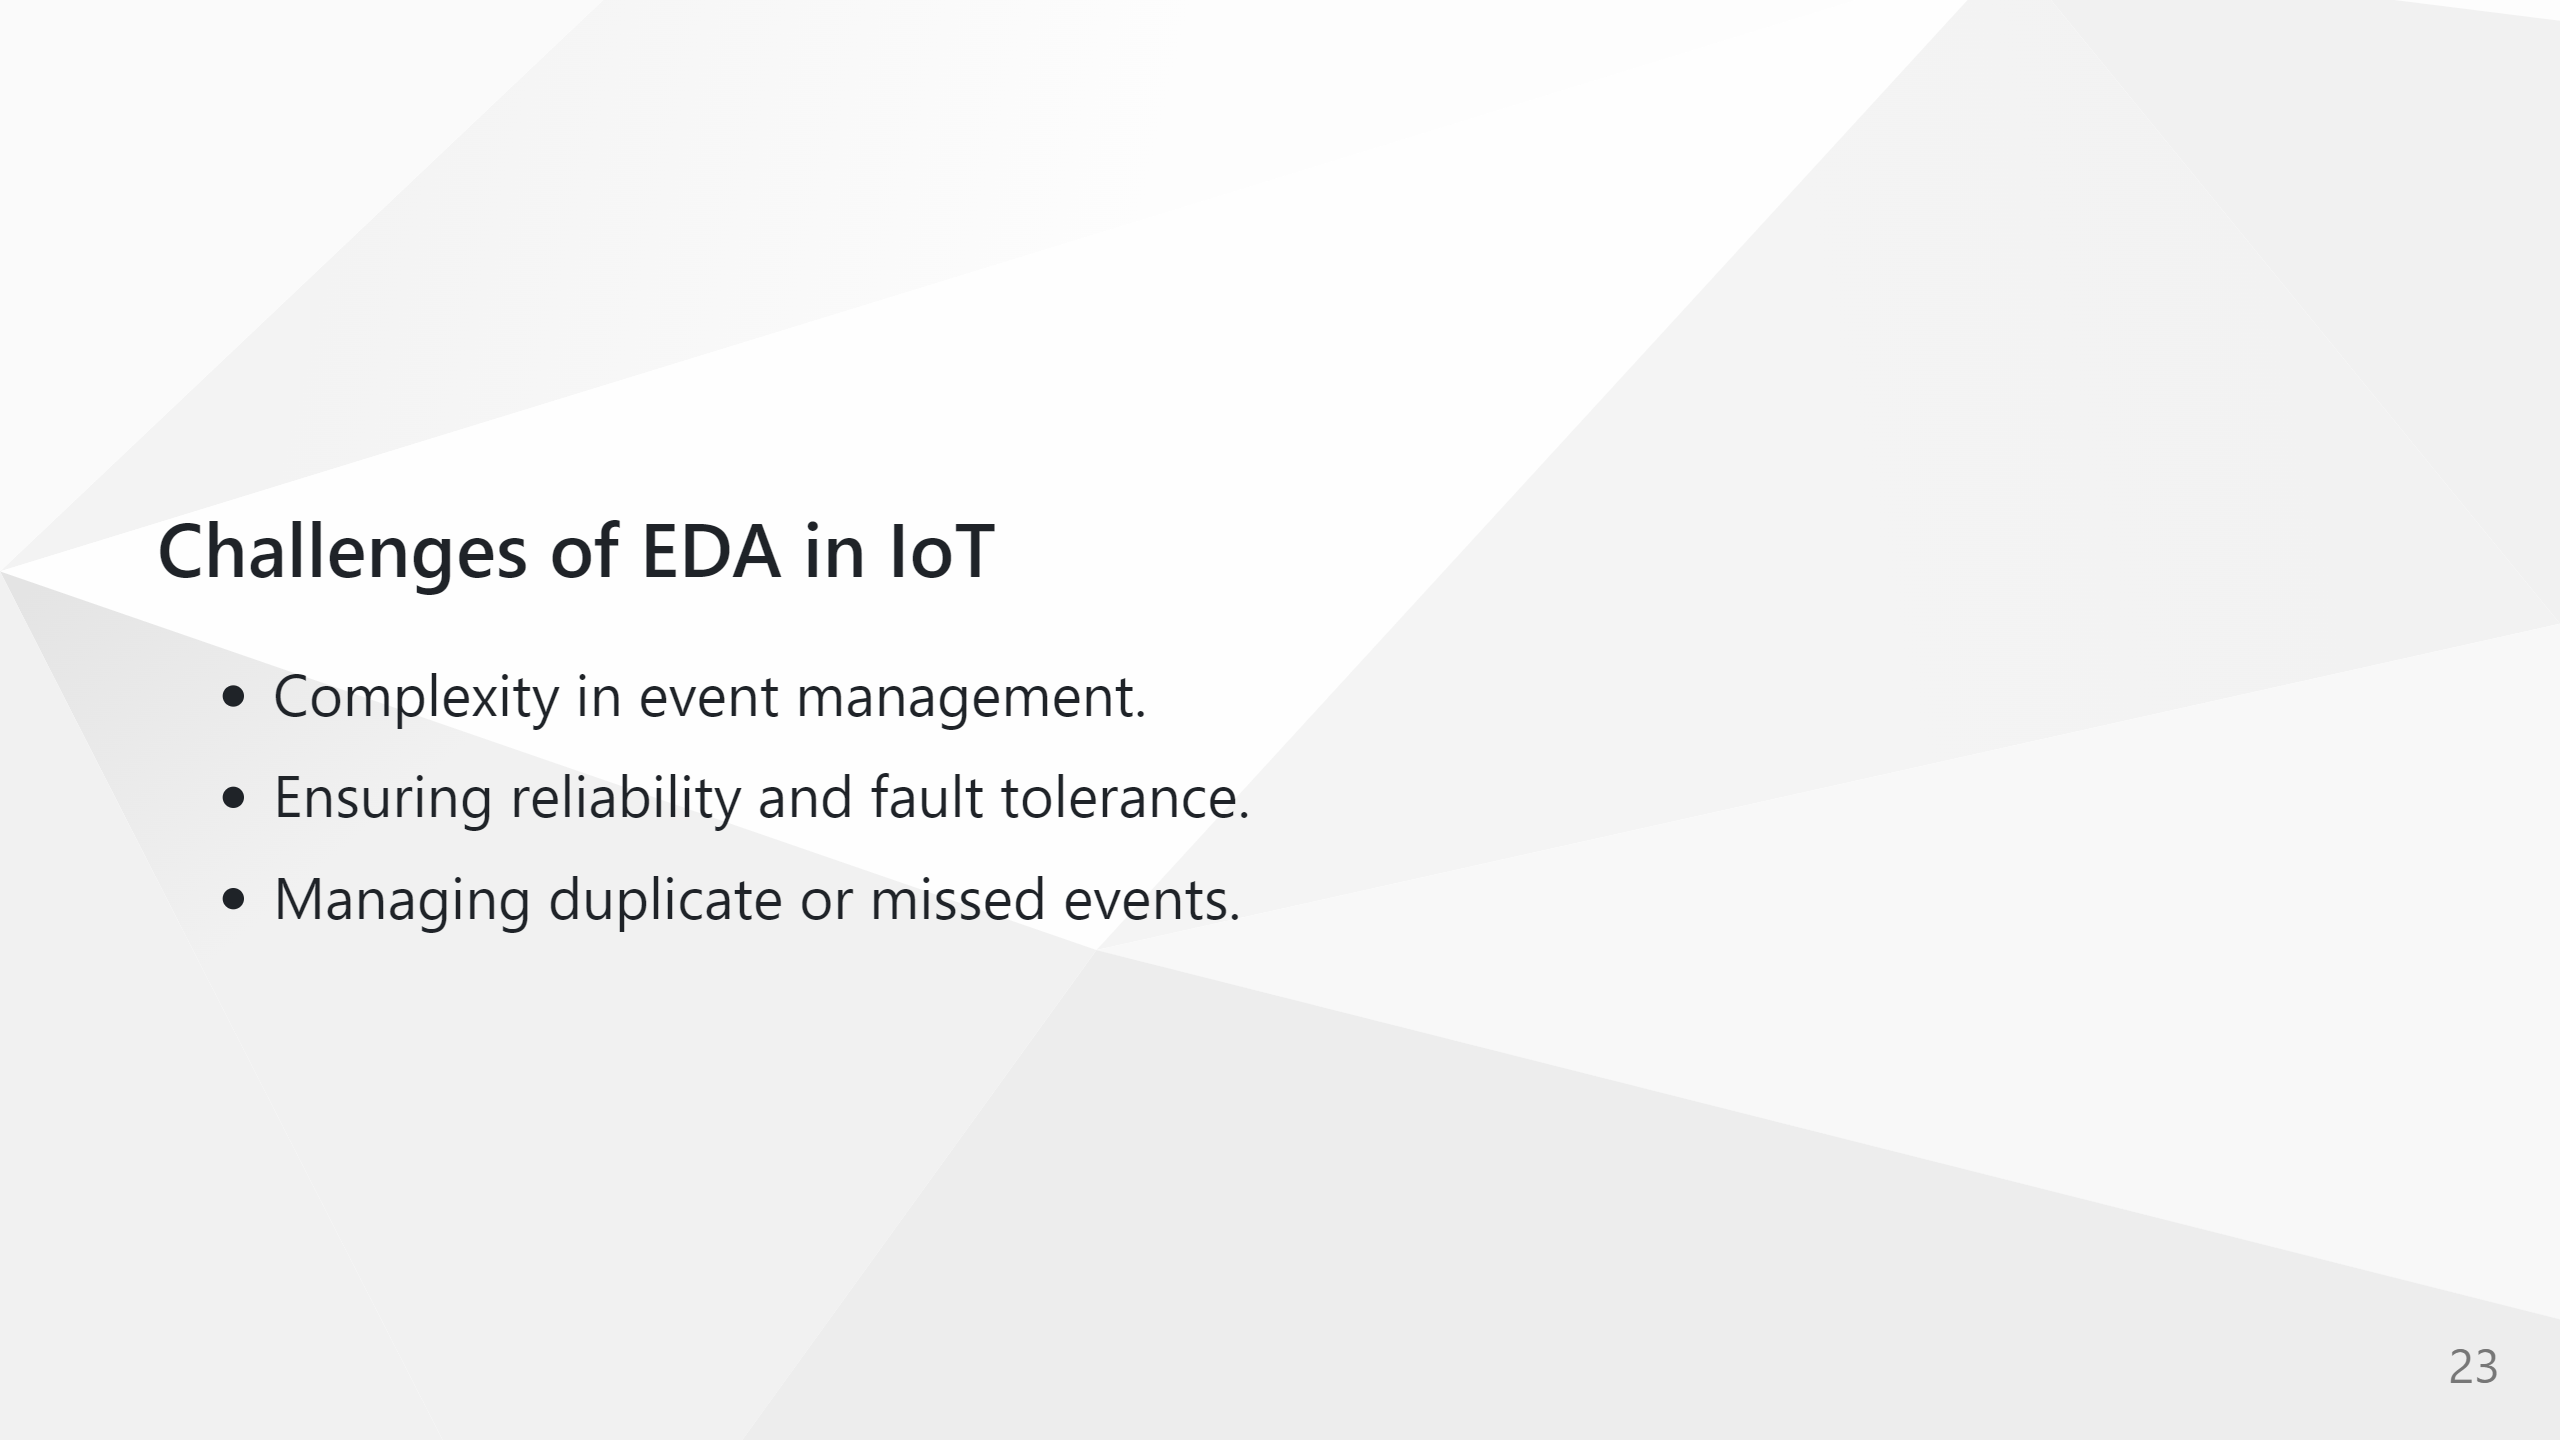 Challenges of EDA in IoT
• Complexity in event management.
• Ensuring reliability and fault tolerance.
• Managing duplicate or missed events.
23